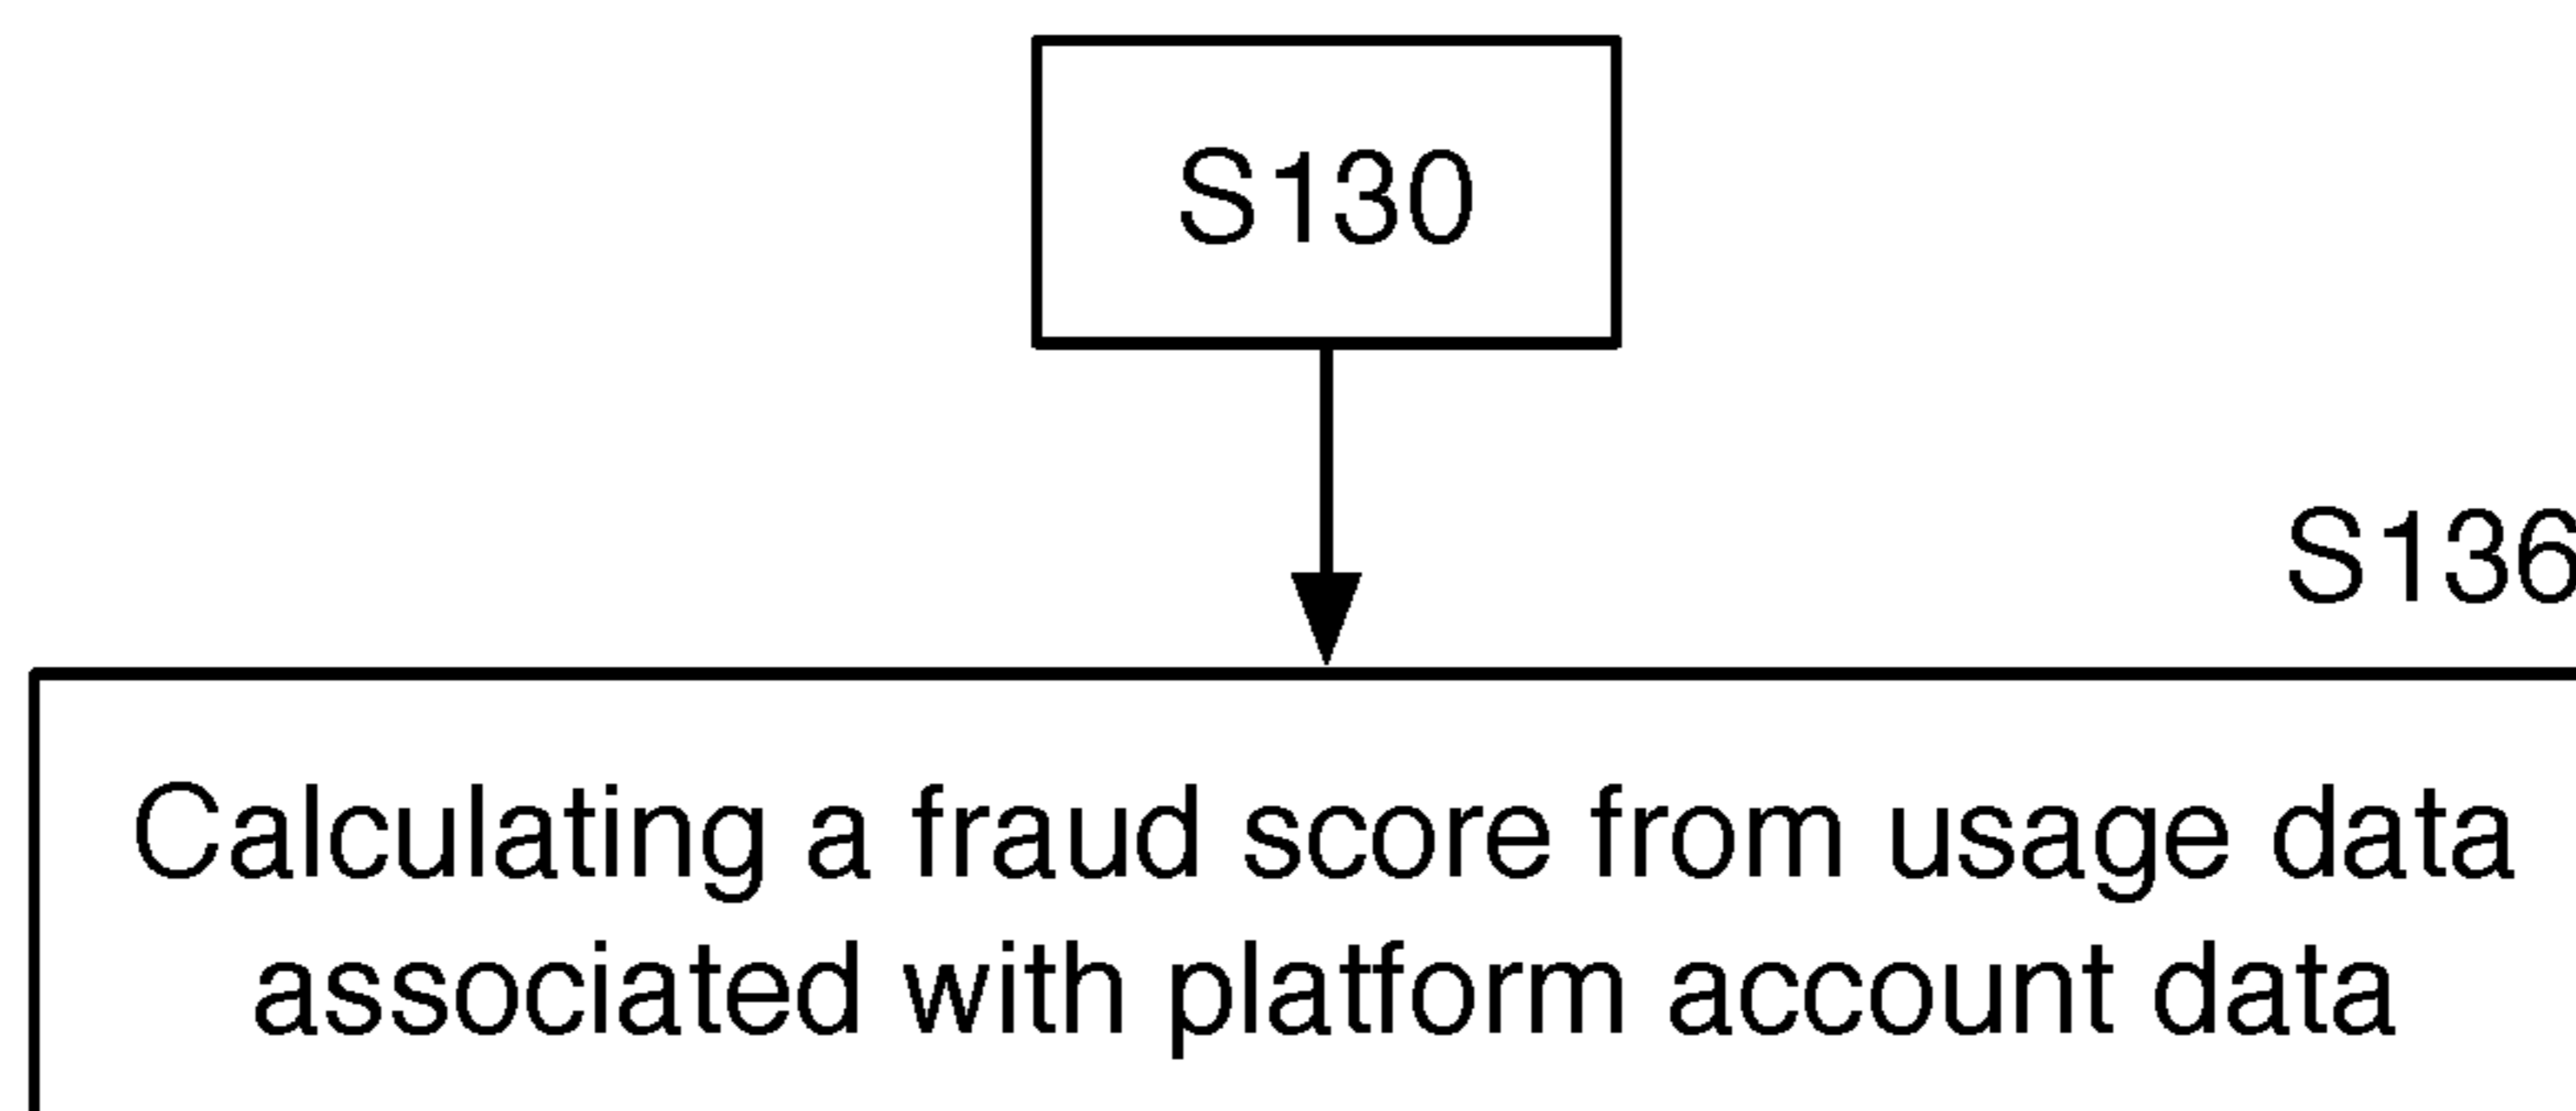 S130
S136
Calculating a fraud score from usage data
associated with platform account data